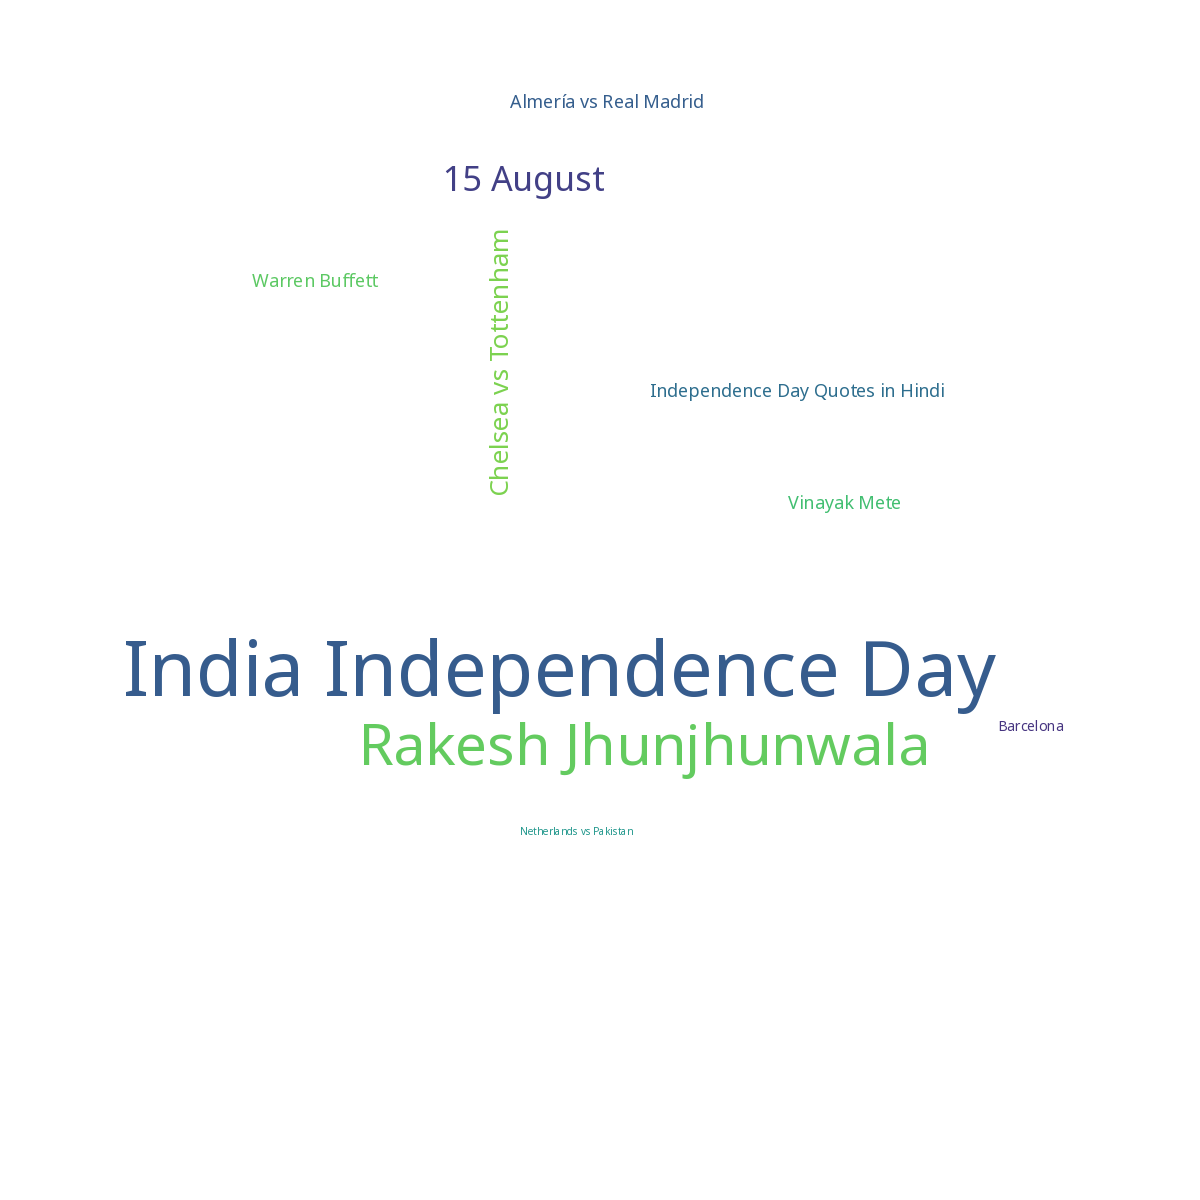 Almería vs Real Madrid
15 August
Chelsea vs Tottenham
Warren Buffett
Independence Day Quotes in Hindi
Vinayak Mete
India Independence Day
Rakesh Jhunjhunwala
Barcelona
Netherlands vs Pakistan